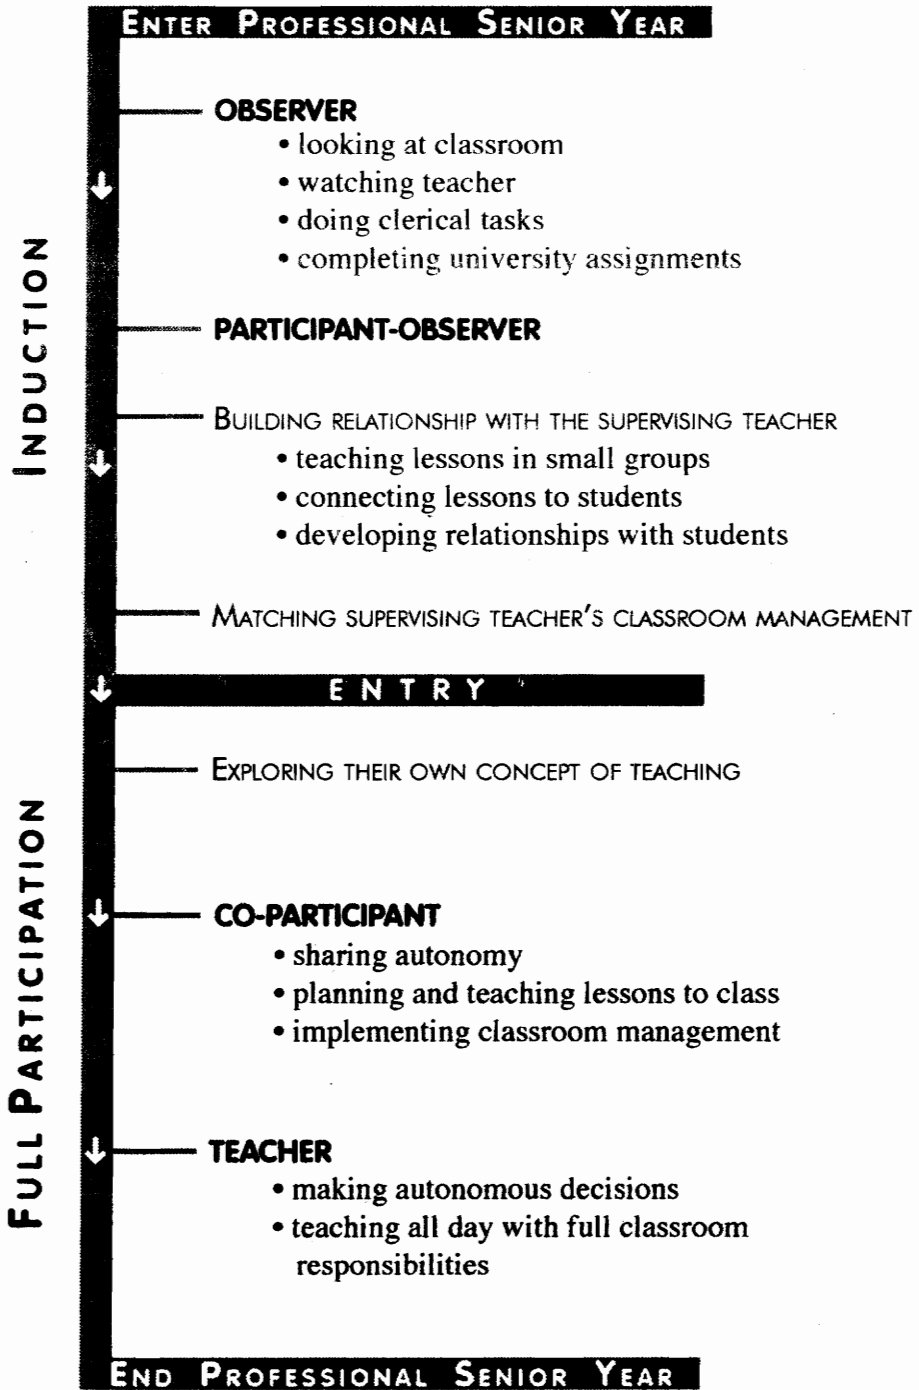 ENTER PROFESSIONAL SENIOR YEAR
OBSERVER
• looking at classroom
• watching teacher
• doing clerical tasks
• completing university assignments
INDUCTION
PARTICIPANT-OBSERVER
BUILDING RELATIONSHIP WITH THE SUPERVISING TEACHER
• teaching lessons in small groups
• connecting lessons to students
• developing relationships with students
MATCHING SUPERVISING TEACHER'S CLASSROOM MANAGEMENT
ENTRY
EXPLORING THEIR OWN CONCEPT OF TEACHING
FULL PARTICIPATION
CO-PARTICIPANT
• sharing autonomy
• planning and teaching lessons to class
• implementing classroom management
TEACHER
• making autonomous decisions
• teaching all day with full classroom
responsibilities
END PROFESSIONAL SENIOR YEAR